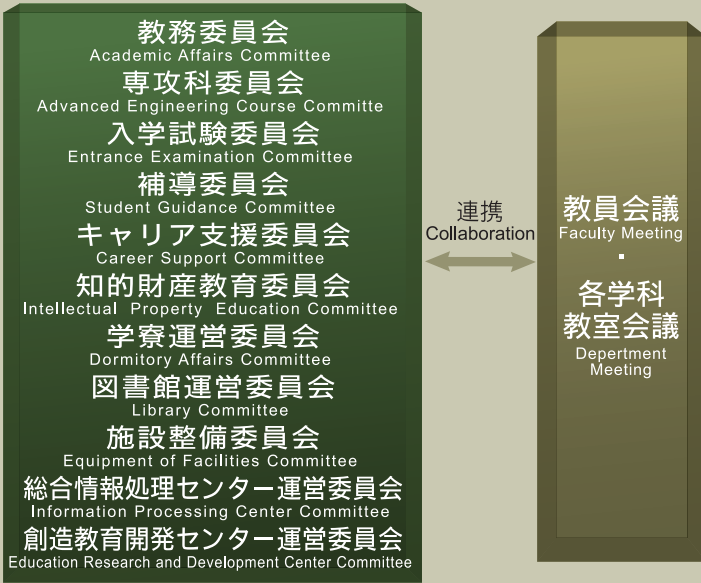 教務委員会
Academic Affairs Committee
専攻科委員会
Advanced Engineering Course Committe
入学試験委員会
Entrance Examination Committee
補導委員会
Student Guidance Committee
キャリア支援委員会
Career Support Committee
知的財産教育委員会
Intellectual Property Education Committee
学寮運営委員会
Dormitory Affairs Committee
図書館運営委員会
Library Committee
施設整備委員会
Equipment of Facilities Committee
総合情報処理センター運営委員会
Information Processing Center Committee
創造教育開発センター運営委員会
Education Research and Development Center Committee
連携
Collaboration
教員会議
Faculty Meeting
・
各学科
教室会議
Depertment
Meeting